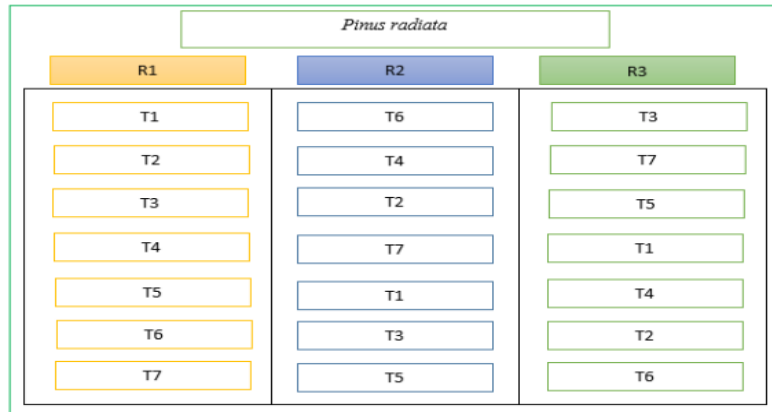 Pinus radiata
R1 R2 R3
T1 T6 T3
T2 T4 T7
T3 T2 T5
T4 T7 T1
T5 T1 T4
T6 T3 T2
T7 T5 T6